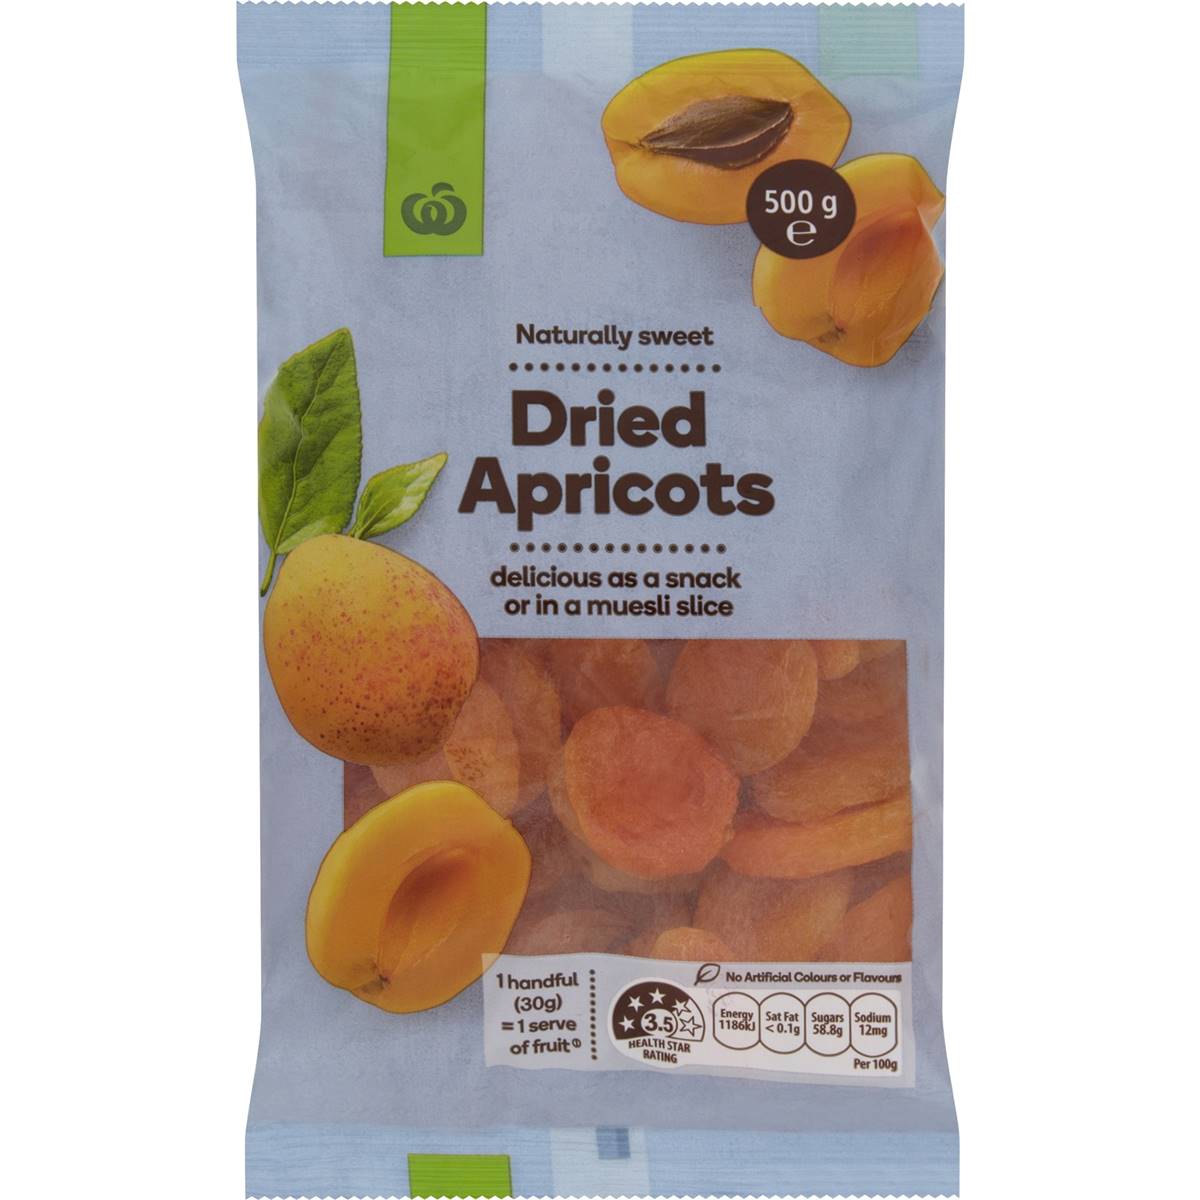 500 g
℮
Naturally sweet
Dried
Apricots
delicious as a snack
or in a muesli slice
1 handful
(30g)
= 1 serve
of fruit
No Artificial Colours or Flavours
3.5
HEALTH STAR
RATING
Energy
1186kJ
Sat Fat
< 0.1g
Sugars
58.8g
Sodium
12mg
Per 100g